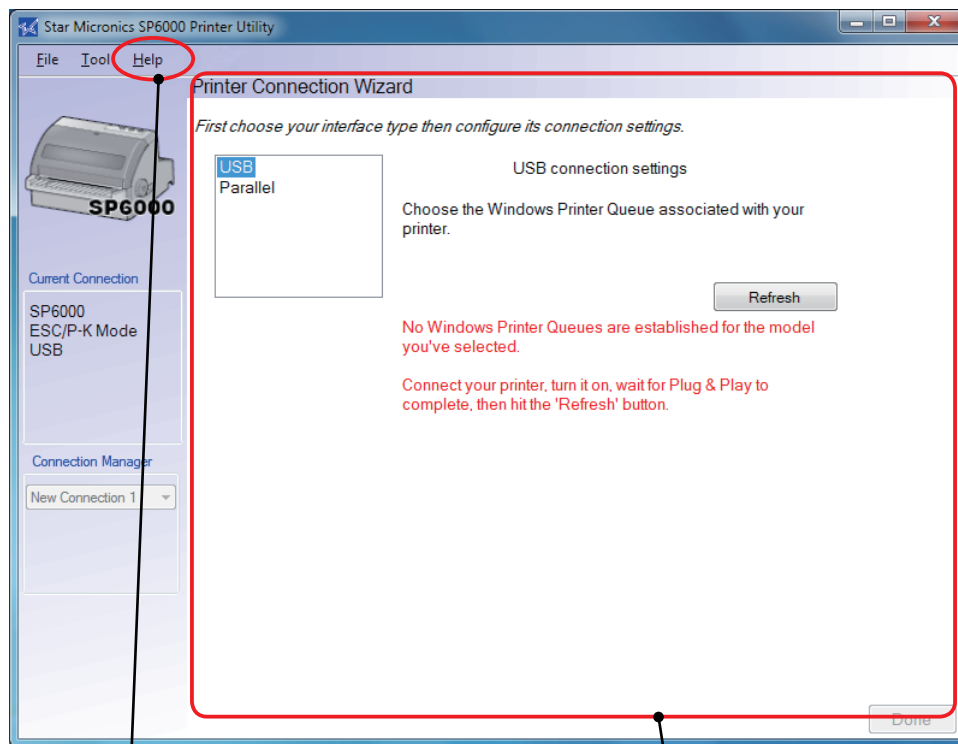 Star Micronics SP6000 Printer Utility
File Tool Help
Printer Connection Wizard
First choose your interface type then configure its connection settings.
USB
Parallel
USB connection settings
Choose the Windows Printer Queue associated with your
printer.
Refresh
No Windows Printer Queues are established for the model
you've selected.
Connect your printer, turn it on, wait for Plug & Play to
complete, then hit the 'Refresh' button.
SP6000
Current Connection
SP6000
ESC/P-K Mode
USB
Connection Manager
New Connection 1
Done